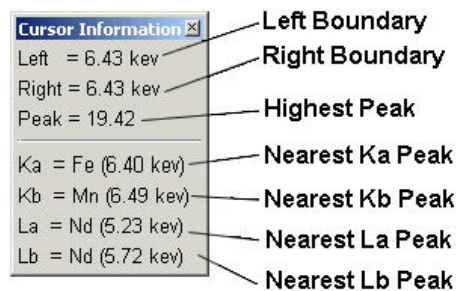 Cursor Information
Left = 6.43 kev
Left Boundary
Right = 6.43 kev
Right Boundary
Peak = 19.42
Highest Peak
Ka = Fe (6.40 kev)
Nearest Ka Peak
Kb = Mn (6.49 kev)
Nearest Kb Peak
La = Nd (5.23 kev)
Nearest La Peak
Lb = Nd (5.72 kev)
Nearest Lb Peak